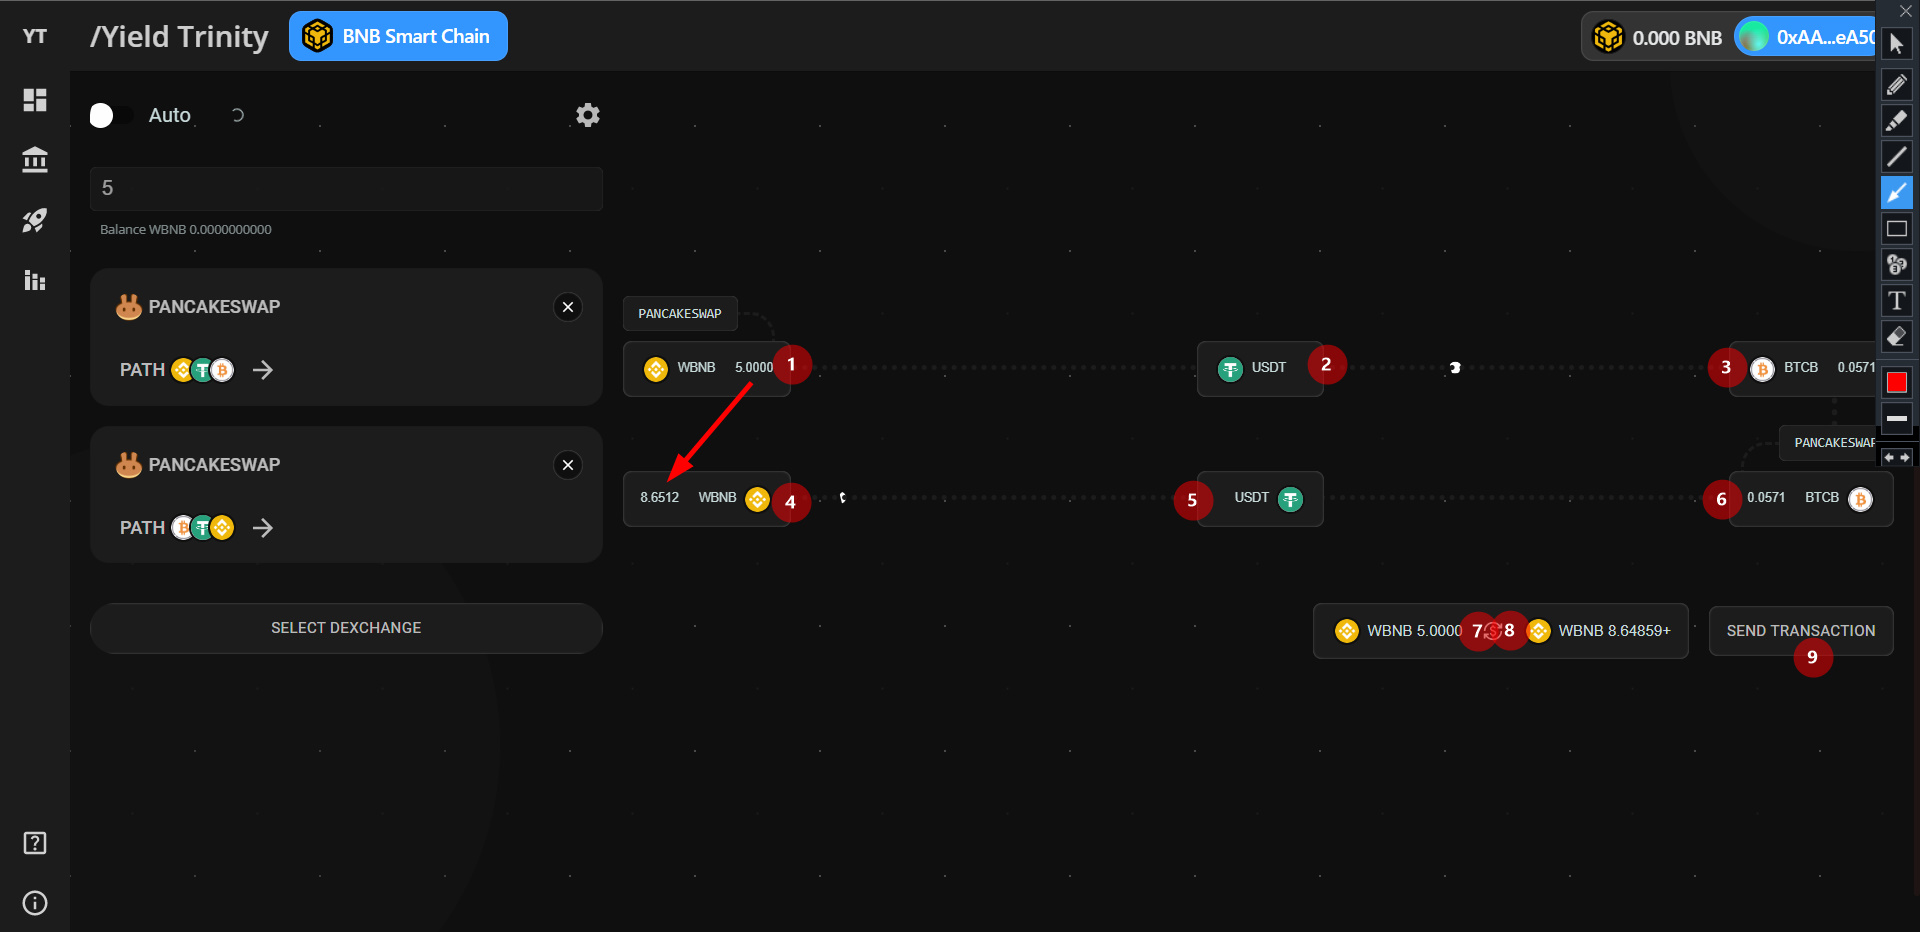 YT
/Yield Trinity
BNB Smart Chain
0.000 BNB
0xAA...eA50
Auto
5
Balance WBNB 0.0000000000
PANCAKESWAP
PATH
PANCAKESWAP
PATH
SELECT DEXCHANGE
PANCAKESWAP
WBNB 5.0000 1
USDT 2
3 BTCB 0.0571
PANCAKESWAP
8.6512 WBNB 4
5 USDT
6 0.0571 BTCB
WBNB 5.0000 7 8 WBNB 8.64859+
SEND TRANSACTION
9
T